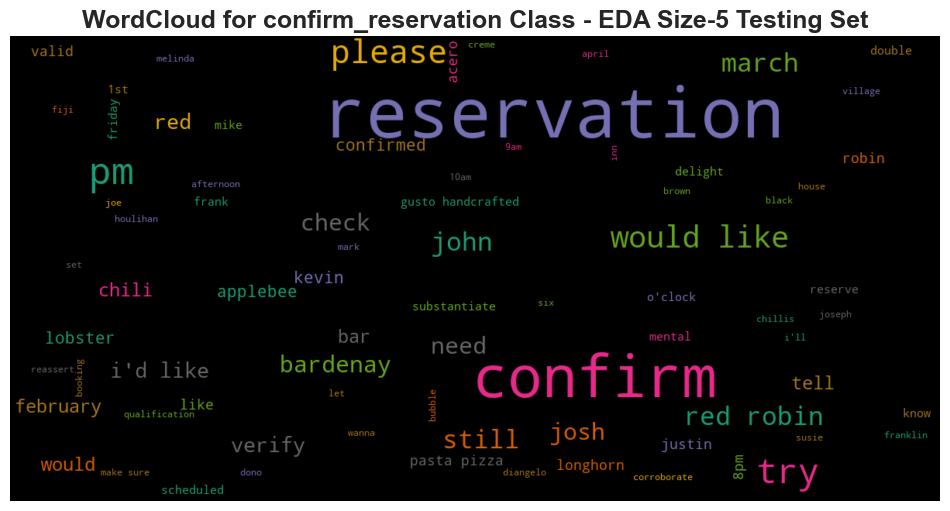 WordCloud for confirm_reservation Class - EDA Size-5 Testing Set
valid
melinda
please
acero
creme
april
march
double
village
fiji
friday
1st
red
mike
reservation
confirmed
9am
inn
robin
pm
afternoon
10am
delight
brown
house
black
joe
frank
gusto handcrafted
houlihan
check
mark
john
would like
set
kevin
chili
applebee
substantiate
six
o'clock
reserve
joseph
chillis
lobster
bar
need
mental
i'll
reassert
booking
i'd like
bardenay
confirm
tell
let
february
qualification
like
bubble
red robin
know
would
make sure
verify
wanna
still
josh
justin
susie
franklin
dono
pasta pizza
diangelo
longhorn
corroborate
8pm
try
scheduled